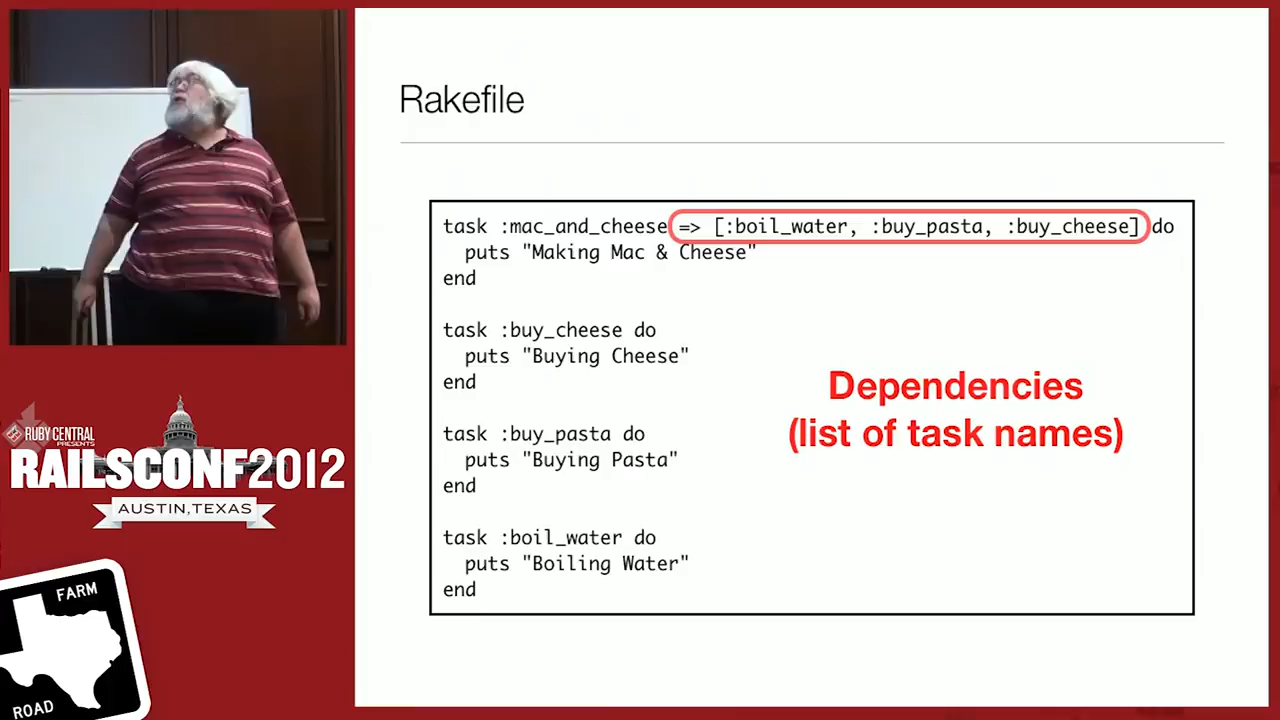 Rakefile
task :mac_and_cheese => [:boil_water, :buy_pasta, :buy_cheese] do
puts "Making Mac & Cheese"
end
task :buy_cheese do
puts "Buying Cheese"
end
Dependencies
(list of task names)
task :buy_pasta do
puts "Buying Pasta"
end
task :boil_water do
puts "Boiling Water"
end
RUBY CENTRAL
PRESENTS
RAILSCONF2012
AUSTIN,TEXAS
FARM
ROAD